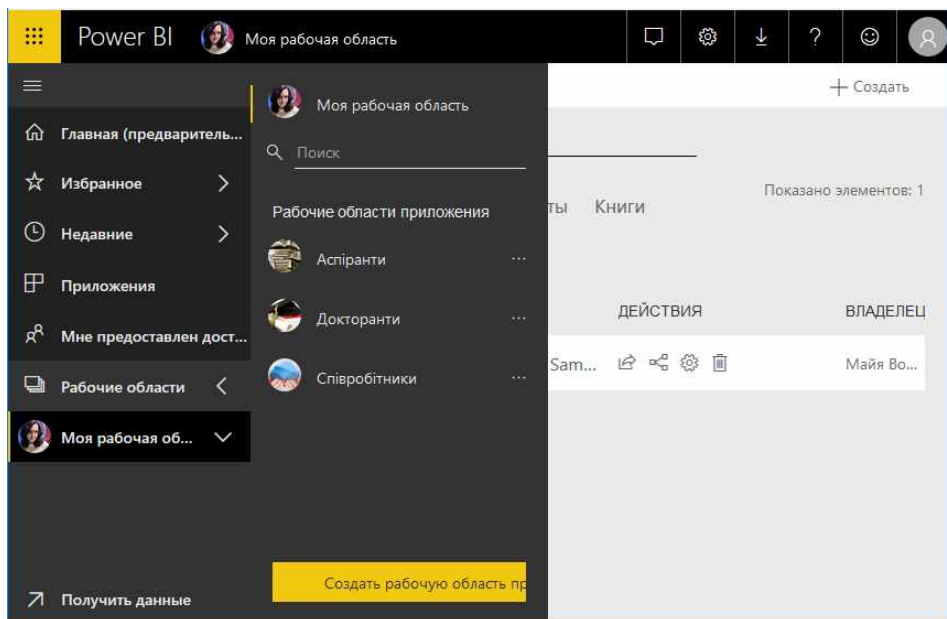 Power BI Моя рабочая область
Создать
Моя рабочая область
Главная (предваритель...
Поиск
Избранное
Показано элементов: 1
ты Книги
Рабочие области приложения
Недавние
Аспіранти ...
Приложения
ДЕЙСТВИЯ ВЛАДЕЛЕЦ
Докторанти ...
Мне предоставлен дост...
Sam... Майя Во...
Співробітники ...
Рабочие области
Моя рабочая об...
Создать рабочую область пр
Получить данные